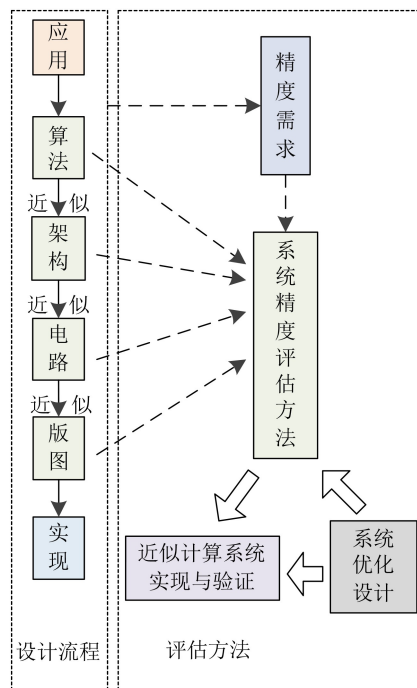 应
用
算
法
近 似
架
构
近 似
电
路
近 似
版
图
实
现
设计流程
精
度
需
求
系
统
精
度
评
估
方
法
近似计算系统
实现与验证
系统
优化
设计
评估方法